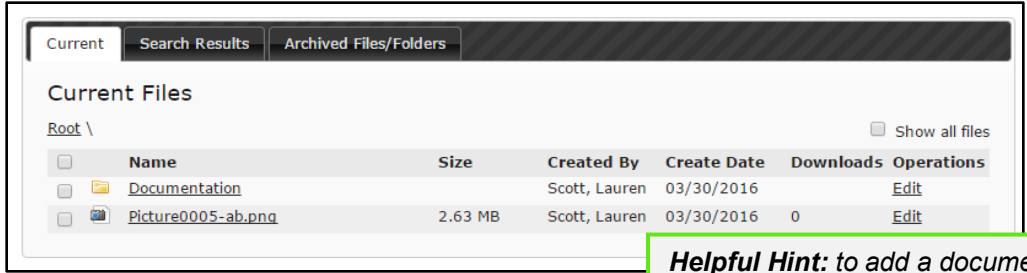 Current Search Results Archived Files/Folders
Current Files
Root \
Show all files
Name Size Created By Create Date Downloads Operations
Documentation Scott, Lauren 03/30/2016 Edit
Picture0005-ab.png 2.63 MB Scott, Lauren 03/30/2016 0 Edit
Helpful Hint: to add a docume